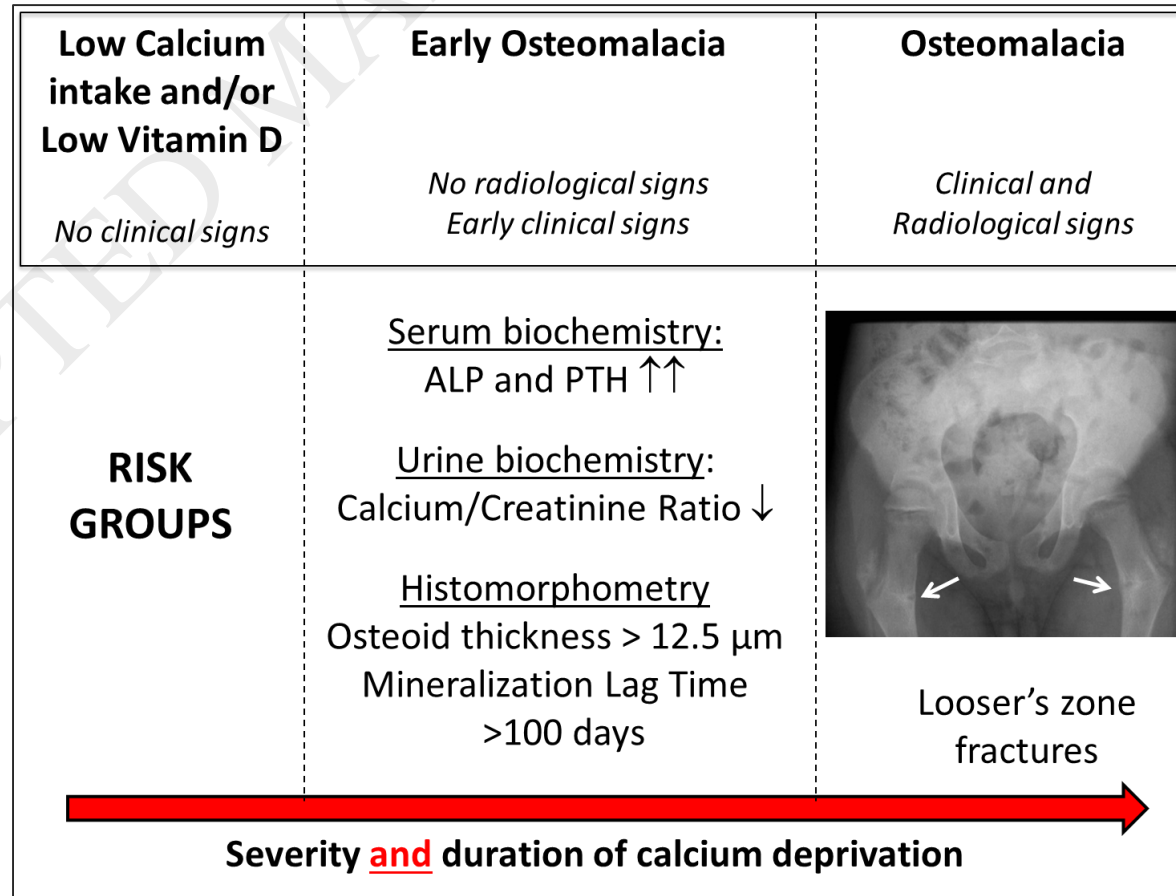 Low Calcium
intake and/or
Low Vitamin D
No clinical signs
Early Osteomalacia
No radiological signs
Early clinical signs
Osteomalacia
Clinical and
Radiological signs
RISK
GROUPS
Serum biochemistry:
ALP and PTH ↑↑
Urine biochemistry:
Calcium/Creatinine Ratio ↓
Histomorphometry
Osteoid thickness > 12.5 μm
Mineralization Lag Time
>100 days
Looser’s zone
fractures
Severity and duration of calcium deprivation